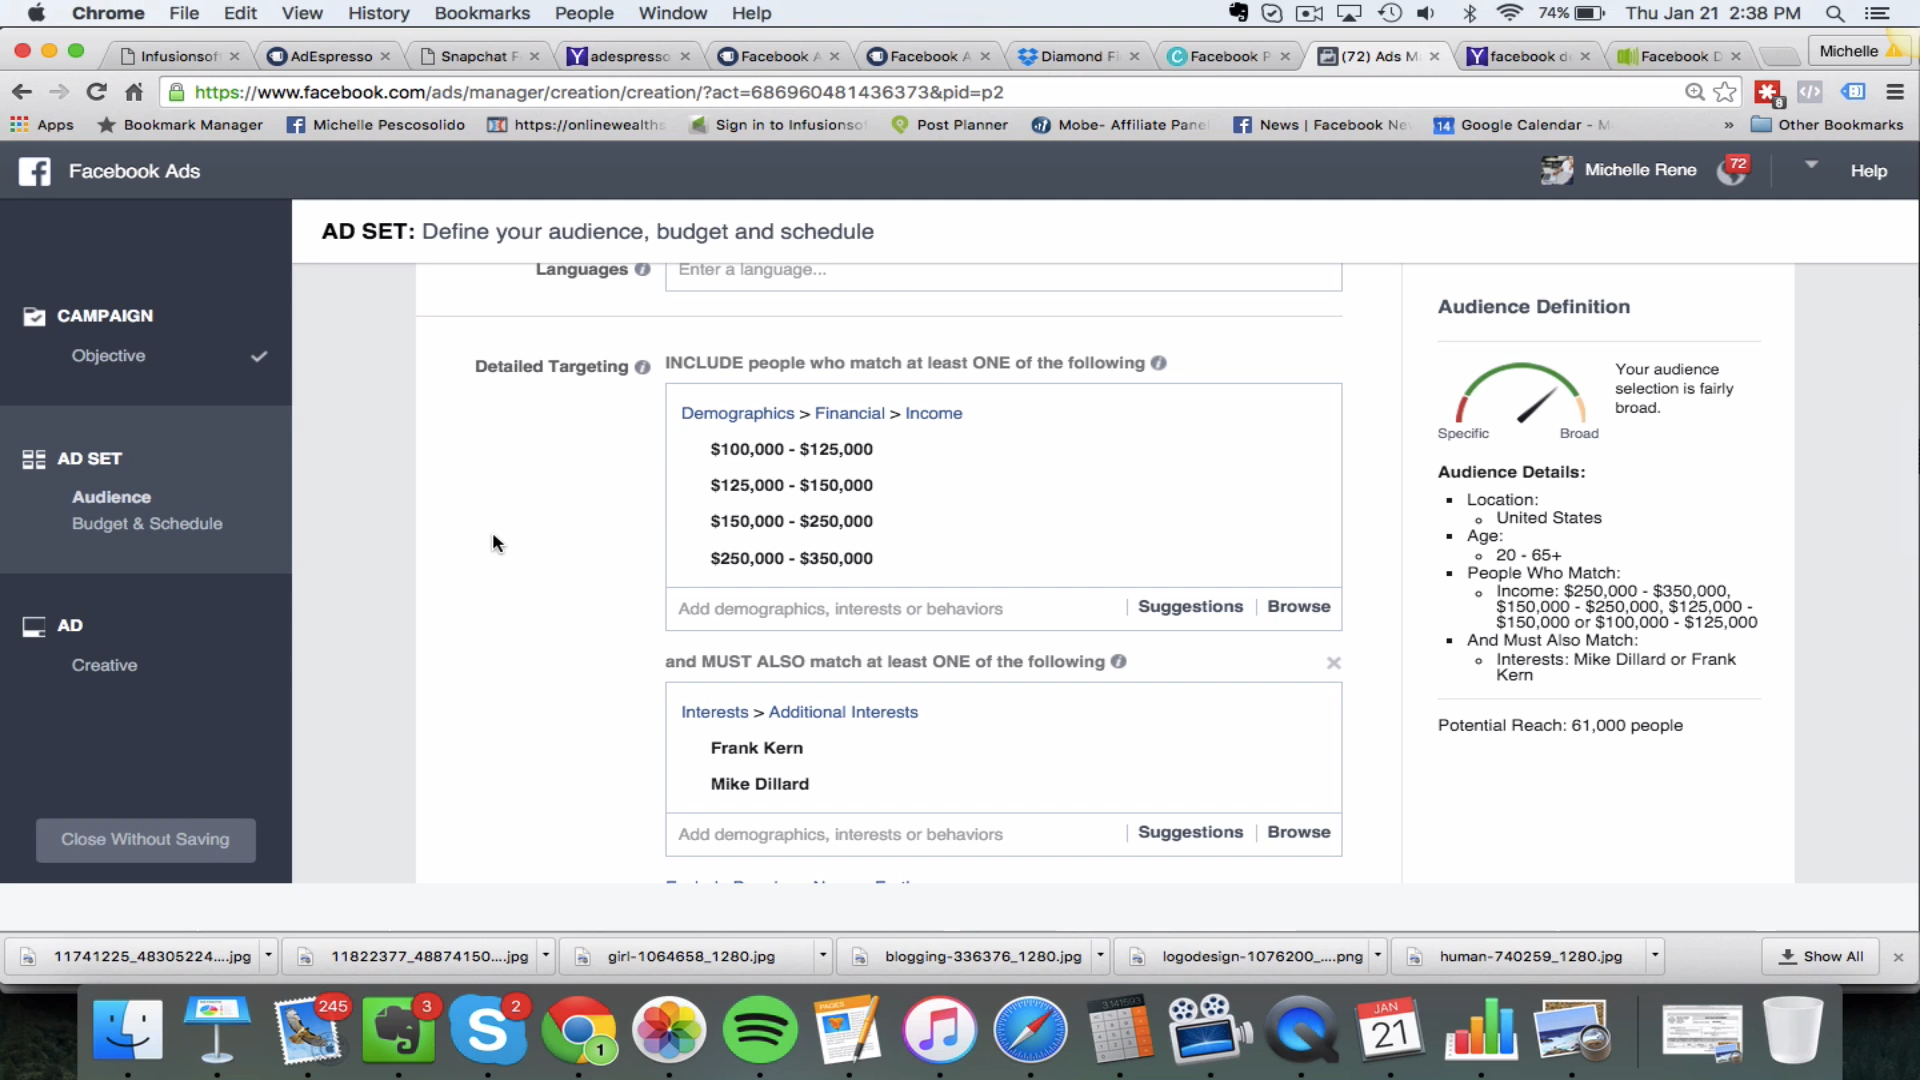 Chrome File Edit View History Bookmarks People Window Help 74% Thu Jan 21 2:38 PM
Infusionsof AdEspresso Snapchat F adespresso Facebook A Facebook A Diamond Fi Facebook P (72) Ads M Facebook D Michelle
https://www.facebook.com/ads/manager/creation/creation/?act=686960481436373&pid=p2 8
Apps Bookmark Manager Michelle Pescosolido https://onlinewealths Sign in to Infusionso Post Planner Mobe- Affiliate Pane News | Facebook Ne 14 Google Calendar - M » Other Bookmarks
Facebook Ads Michelle Rene 72 Help
AD SET: Define your audience, budget and schedule
Languages Enter a language...
CAMPAIGN
Objective
AD SET
Audience
Budget & Schedule
AD
Creative
Close Without Saving
Detailed Targeting INCLUDE people who match at least ONE of the following
Demographics > Financial > Income
$100,000 - $125,000
$125,000 - $150,000
$150,000 - $250,000
$250,000 - $350,000
Add demographics, interests or behaviors | Suggestions | Browse
and MUST ALSO match at least ONE of the following
Interests > Additional Interests
Frank Kern
Mike Dillard
Add demographics, interests or behaviors | Suggestions | Browse
Audience Definition
Your audience
selection is fairly
broad.
Specific Broad
Audience Details:
Location:
United States
Age:
20 - 65+
People Who Match:
Income: $250,000 - $350,000,
$150,000 - $250,000, $125,000 -
$150,000 or $100,000 - $125,000
And Must Also Match:
Interests: Mike Dillard or Frank
Kern
Potential Reach: 61,000 people
11741225_48305224....jpg 11822377_48874150....jpg girl-1064658_1280.jpg blogging-336376_1280.jpg logodesign-1076200_....png human-740259_1280.jpg Show All
245 3 2 1 PAGES 3.141593 JAN
21